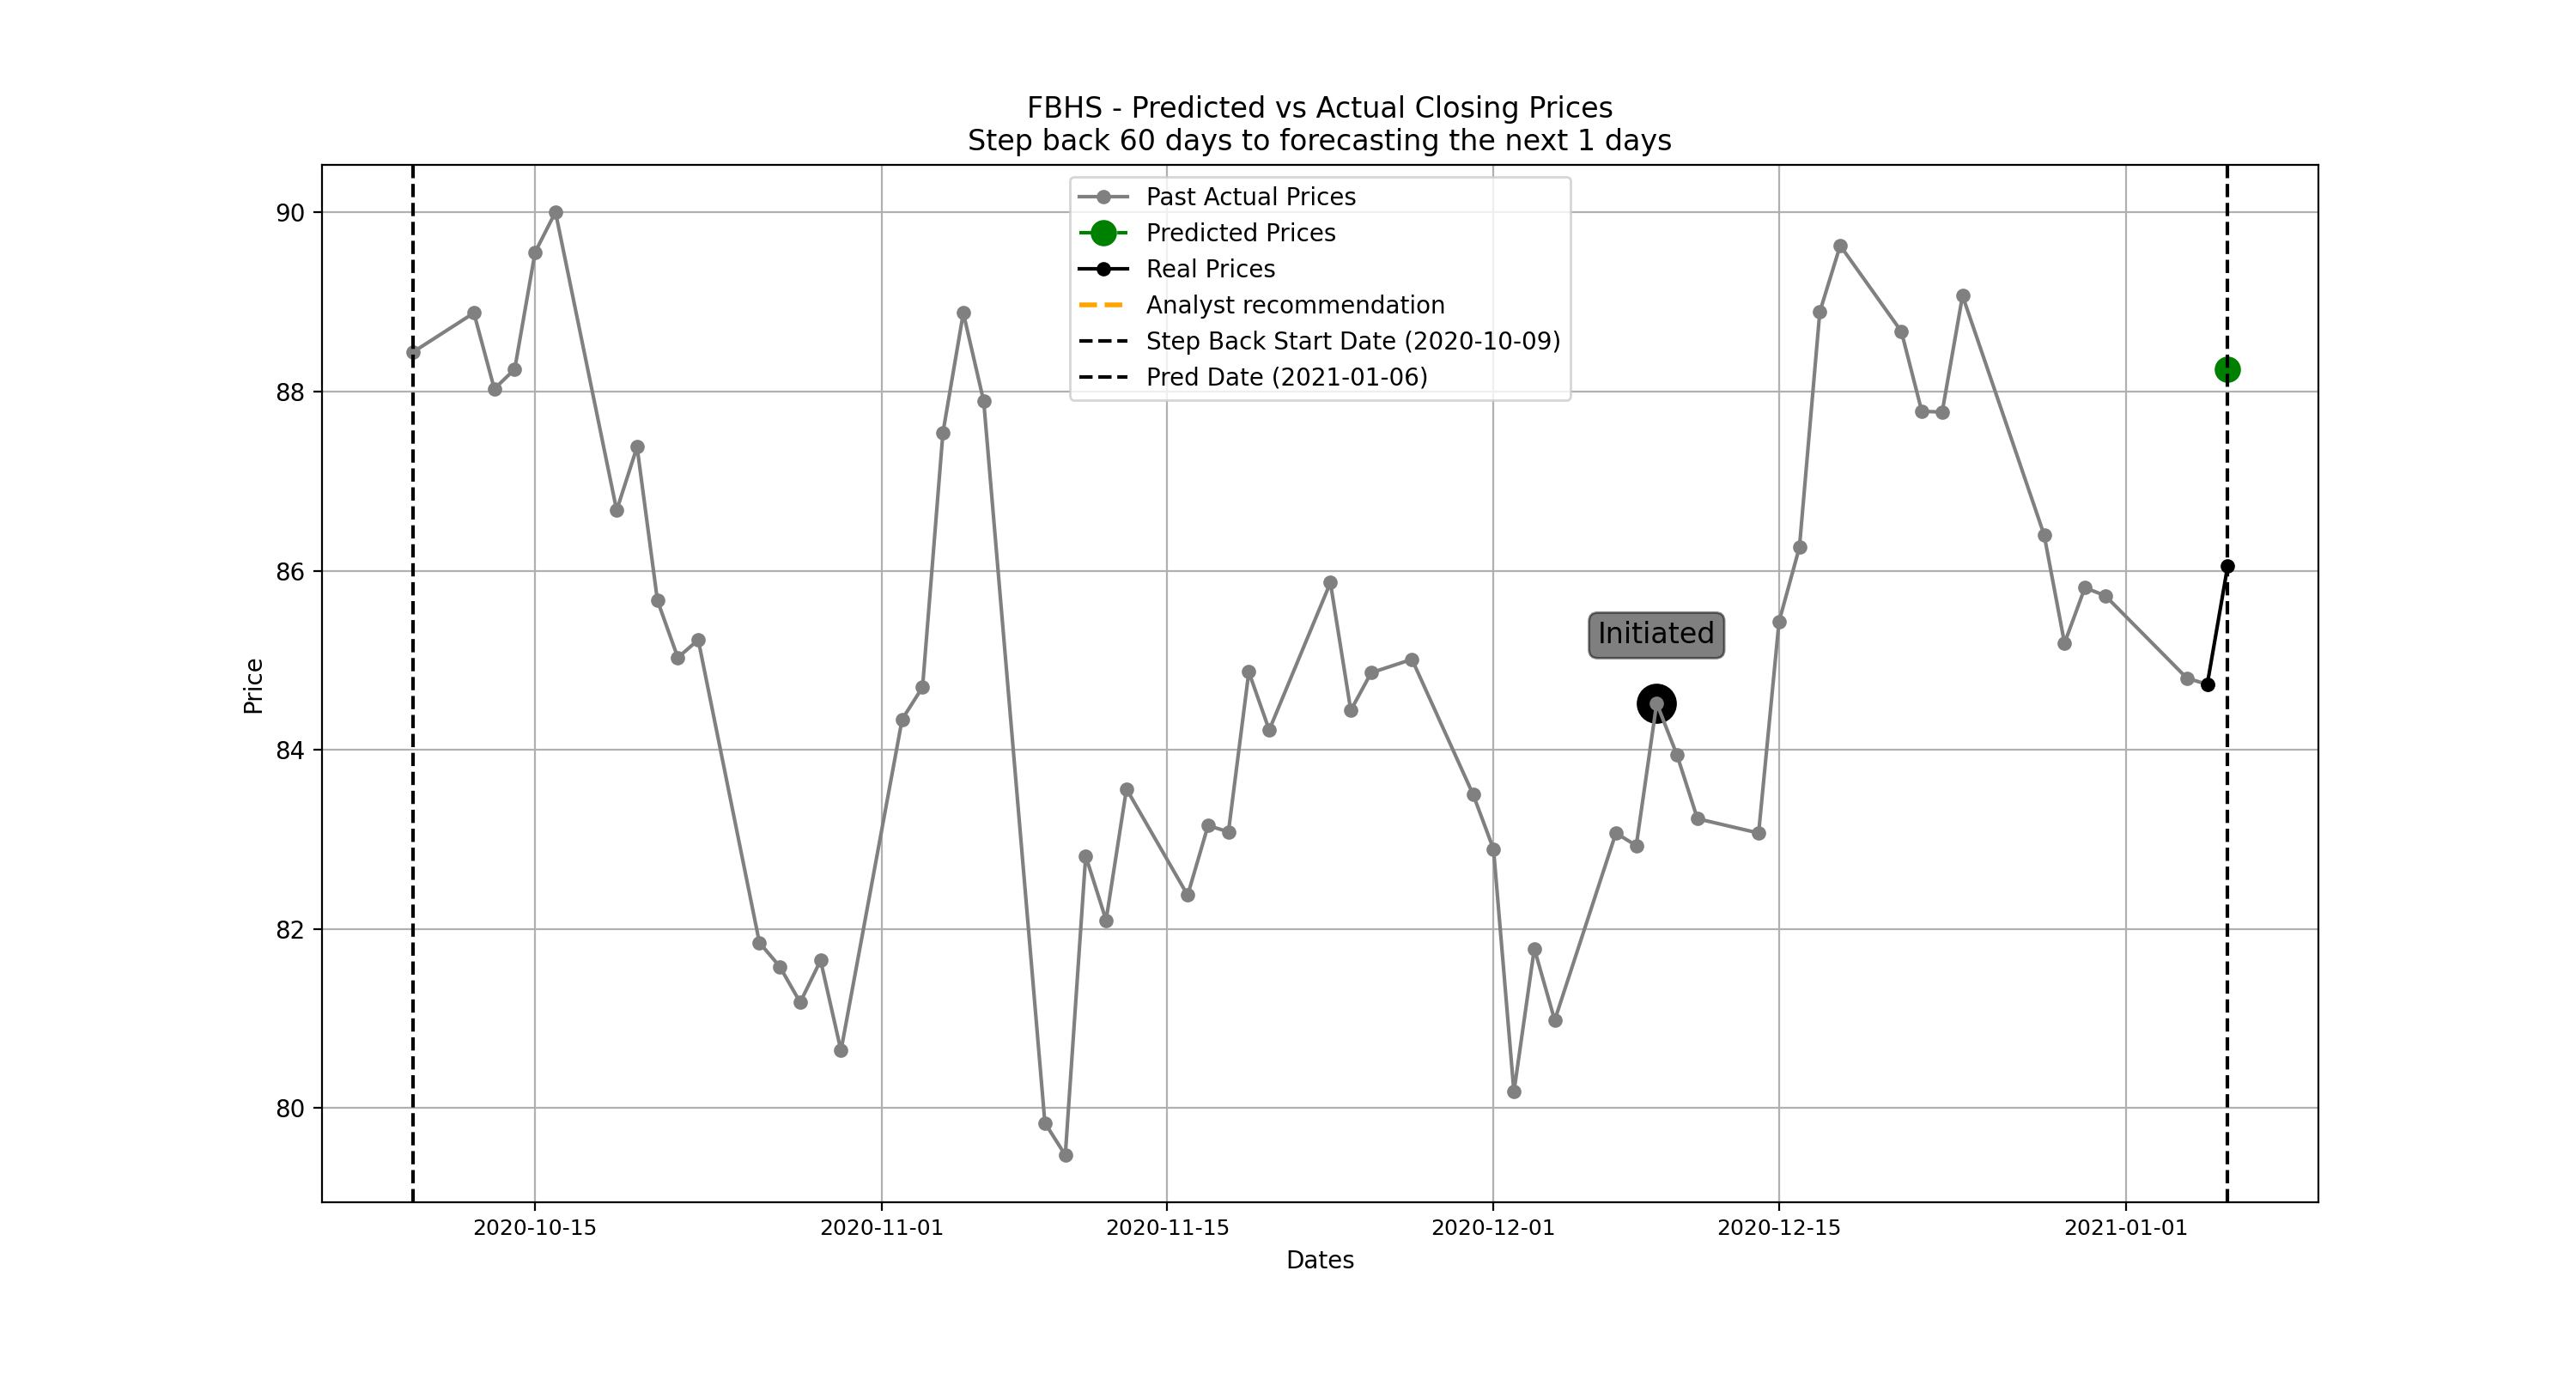 FBHS - Predicted vs Actual Closing Prices
Step back 60 days to forecasting the next 1 days
Past Actual Prices
Predicted Prices
Real Prices
Analyst recommendation
Step Back Start Date (2020-10-09)
Pred Date (2021-01-06)
Initiated
Price
90
88
86
84
82
80
2020-10-15
2020-11-01
2020-11-15
2020-12-01
2020-12-15
2021-01-01
Dates